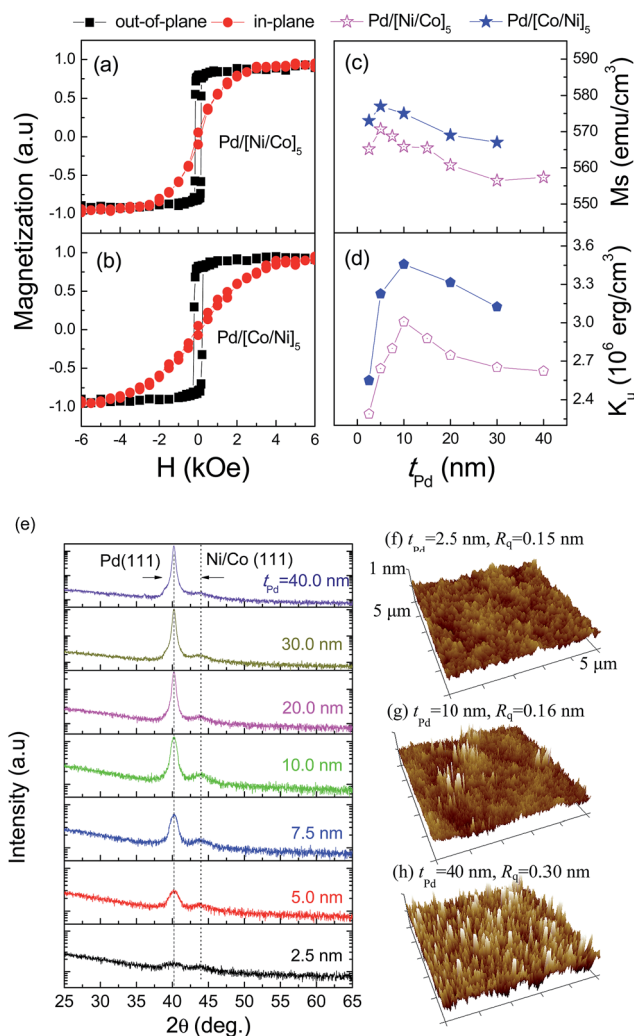 out-of-plane in-plane Pd/[Ni/Co]5 Pd/[Co/Ni]5
(a)
Pd/[Ni/Co]5
1.0
0.5
0.0
-0.5
-1.0
(b)
Pd/[Co/Ni]5
1.0
0.5
0.0
-0.5
-1.0
Magnetization (a.u)
-6 -4 -2 0 2 4 6
H (kOe)
(c)
590
580
570
560
550
Ms (emu/cm3)
(d)
3.6
3.3
3.0
2.7
2.4
Ku (106 erg/cm3)
0 10 20 30 40
tPd (nm)
(e)
Pd(111) Ni/Co (111)
tPd=40.0 nm
30.0 nm
20.0 nm
10.0 nm
7.5 nm
5.0 nm
2.5 nm
Intensity (a.u)
25 30 35 40 45 50 55 60 65
2θ (deg.)
(f) tPd=2.5 nm, Rq=0.15 nm
1 nm
5 μm
5 μm
(g) tPd=10 nm, Rq=0.16 nm
(h) tPd=40 nm, Rq=0.30 nm